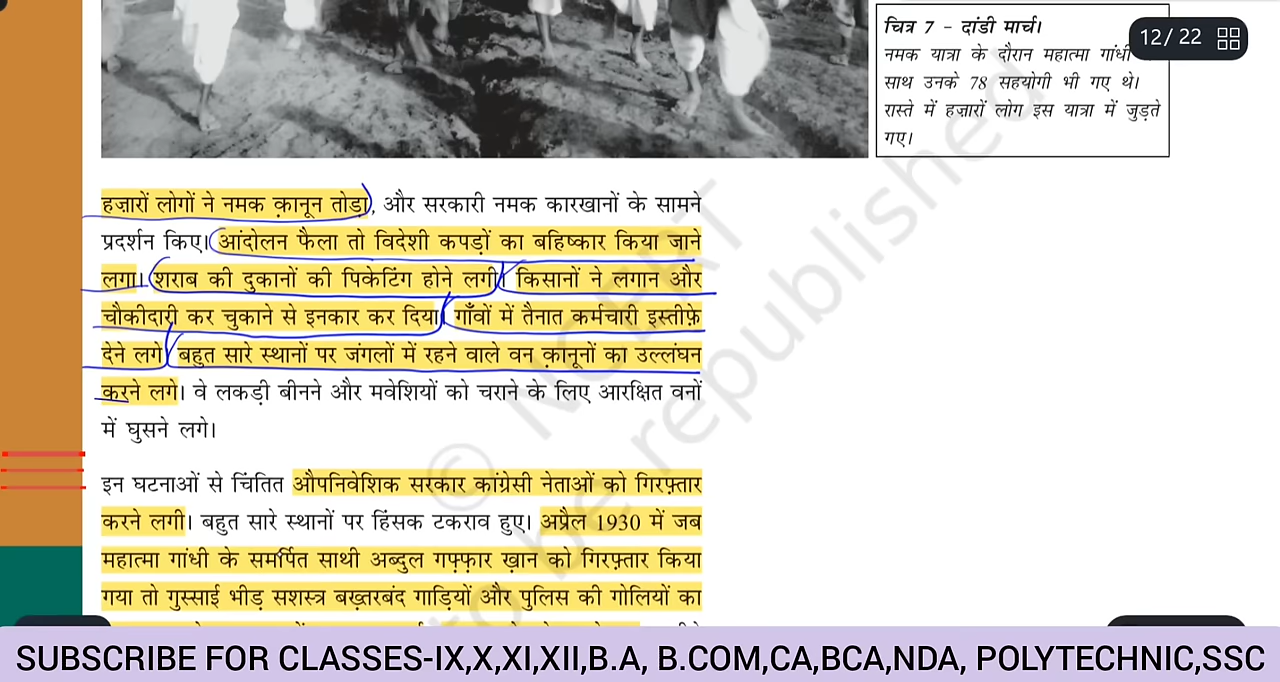 चित्र 7 – दांडी मार्च।
नमक यात्रा के दौरान महात्मा गांधी
साथ उनके 78 सहयोगी भी गए थे।
रास्ते में हज़ारों लोग इस यात्रा में जुड़ते
गए।
12/ 22
हज़ारों लोगों ने नमक क़ानून तोड़ा, और सरकारी नमक कारखानों के सामने
प्रदर्शन किए। आंदोलन फैला तो विदेशी कपड़ों का बहिष्कार किया जाने
लगा। शराब की दुकानों की पिकेटिंग होने लगी। किसानों ने लगान और
चौकीदारी कर चुकाने से इनकार कर दिया। गाँवों में तैनात कर्मचारी इस्तीफ़े
देने लगे। बहुत सारे स्थानों पर जंगलों में रहने वाले वन क़ानूनों का उल्लंघन
करने लगे। वे लकड़ी बीनने और मवेशियों को चराने के लिए आरक्षित वनों
में घुसने लगे।
इन घटनाओं से चिंतित औपनिवेशिक सरकार कांग्रेसी नेताओं को गिरफ़्तार
करने लगी। बहुत सारे स्थानों पर हिंसक टकराव हुए। अप्रैल 1930 में जब
महात्मा गांधी के समर्पित साथी अब्दुल गफ़्फ़ार ख़ान को गिरफ़्तार किया
गया तो गुस्साई भीड़ सशस्त्र बख़्तरबंद गाड़ियों और पुलिस की गोलियों का
© NCERT
to be republished
SUBSCRIBE FOR CLASSES-IX,X,XI,XII,B.A, B.COM,CA,BCA,NDA, POLYTECHNIC,SSC